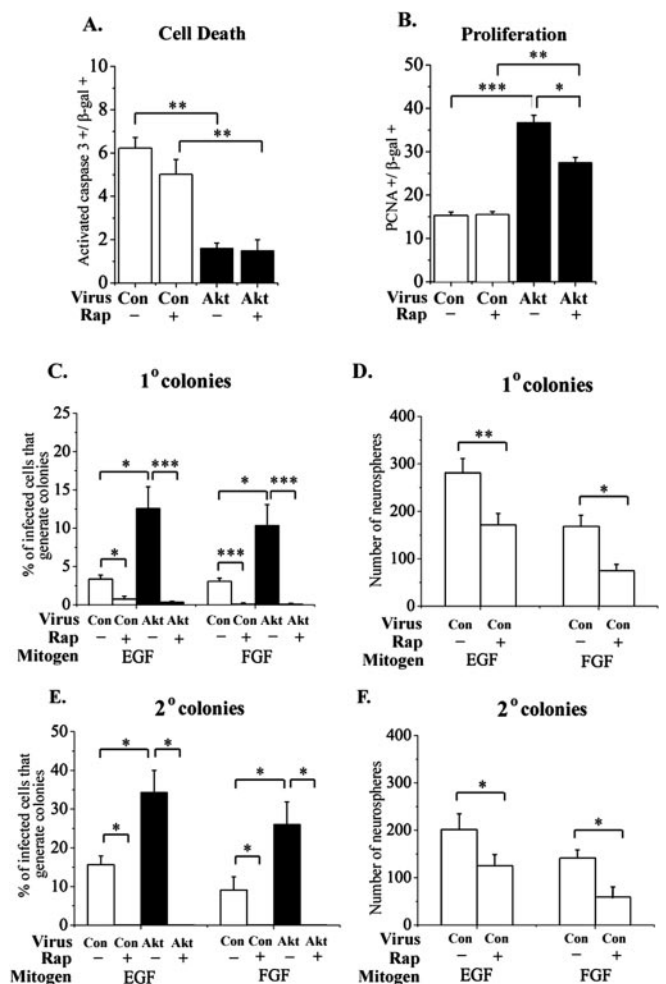 A.
Cell Death
Activated caspase 3 +/ β-gal +
10
8
6
4
2
0
**
**
Virus Con Con Akt Akt
Rap − + − +
B.
Proliferation
PCNA +/ β-gal +
50
40
30
20
10
0
**
*** *
Virus Con Con Akt Akt
Rap − + − +
C.
1° colonies
% of infected cells that
generate colonies
25
20
15
10
5
0
* ***
*
* ***
***
Virus Con Con Akt Akt Con Con Akt Akt
Rap − + − + − + − +
Mitogen EGF FGF
D.
1° colonies
Number of neurospheres
400
300
200
100
0
**
*
Virus Con Con Con Con
Rap − + − +
Mitogen EGF FGF
E.
2° colonies
% of infected cells that
generate colonies
50
40
30
20
10
0
* *
*
* *
*
Virus Con Con Akt Akt Con Con Akt Akt
Rap − + − + − + − +
Mitogen EGF FGF
F.
2° colonies
Number of neurospheres
400
300
200
100
0
*
*
Virus Con Con Con Con
Rap − + − +
Mitogen EGF FGF